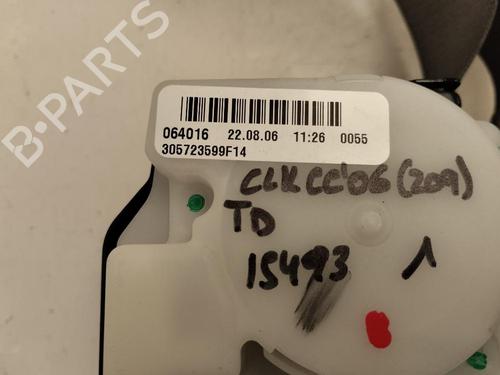 B-PARTS
064016 22.08.06 11:26 0055
305723599F14
CLK CC'06 (209)
TD
15493 1